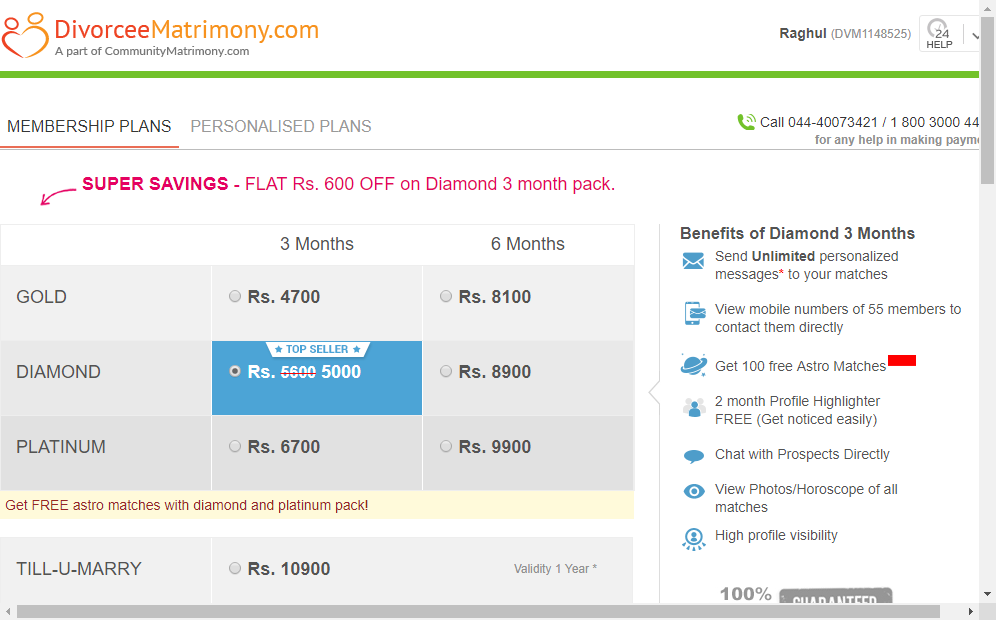 DivorceeMatrimony.com
A part of CommunityMatrimony.com
Raghul (DVM1148525)
24
HELP
MEMBERSHIP PLANS PERSONALISED PLANS
Call 044-40073421 / 1 800 3000 44
for any help in making payme
SUPER SAVINGS - FLAT Rs. 600 OFF on Diamond 3 month pack.
3 Months 6 Months
GOLD Rs. 4700 Rs. 8100
TOP SELLER
DIAMOND Rs. 5600 5000 Rs. 8900
PLATINUM Rs. 6700 Rs. 9900
Get FREE astro matches with diamond and platinum pack!
TILL-U-MARRY Rs. 10900 Validity 1 Year *
Benefits of Diamond 3 Months
Send Unlimited personalized
messages* to your matches
View mobile numbers of 55 members to
contact them directly
Get 100 free Astro Matches
2 month Profile Highlighter
FREE (Get noticed easily)
Chat with Prospects Directly
View Photos/Horoscope of all
matches
High profile visibility
100% GUARANTEED